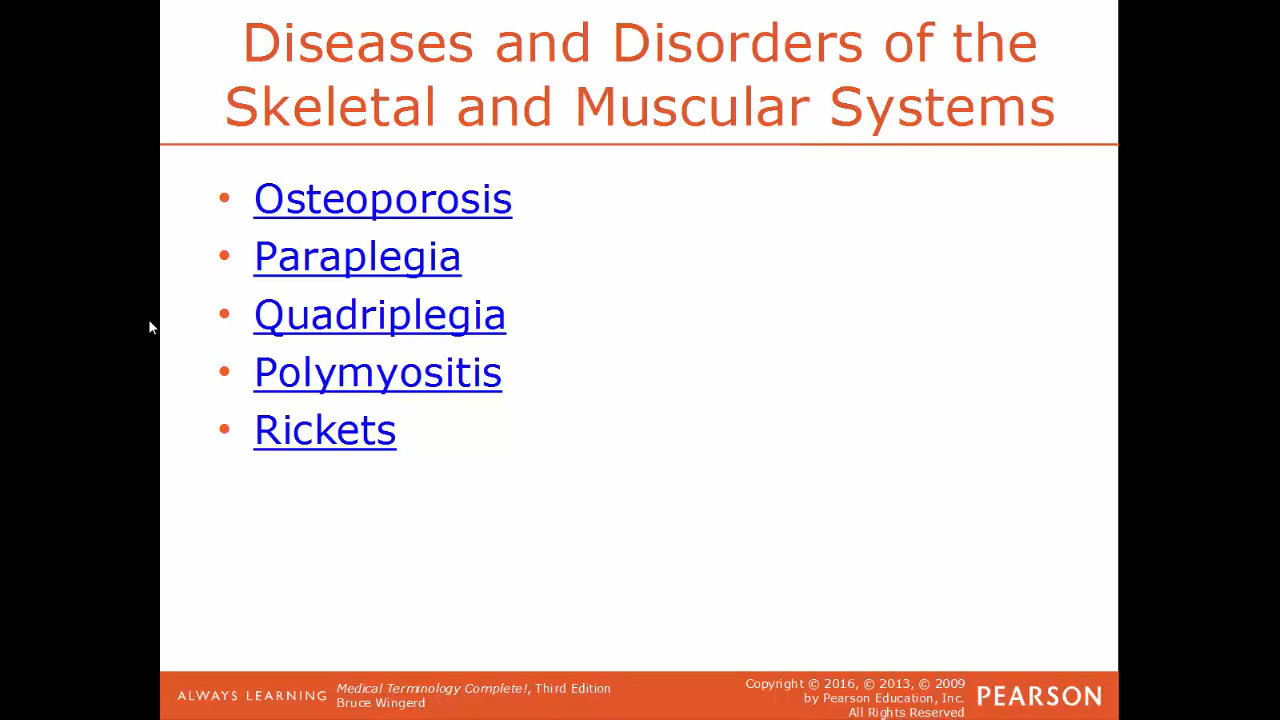 Diseases and Disorders of the
Skeletal and Muscular Systems
• Osteoporosis
• Paraplegia
• Quadriplegia
• Polymyositis
• Rickets
ALWAYS LEARNING
Medical Terminology Complete!, Third Edition
Bruce Wingerd
Copyright © 2016, © 2013, © 2009
by Pearson Education, Inc.
All Rights Reserved
PEARSON